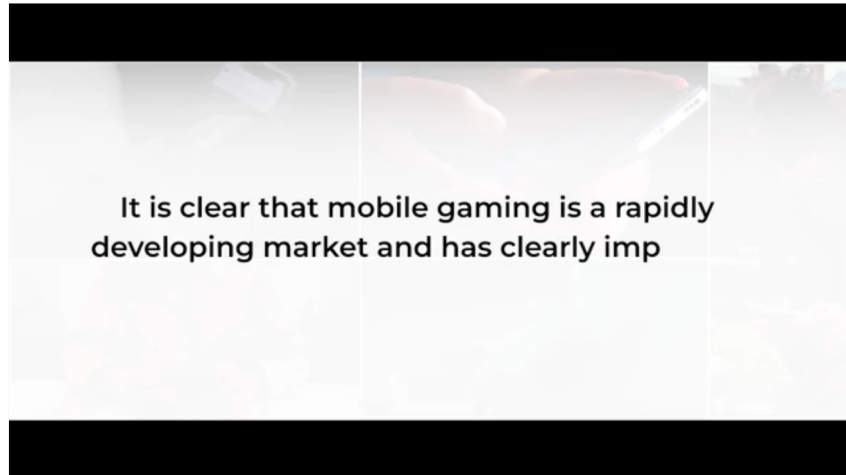 It is clear that mobile gaming is a rapidly
developing market and has clearly imp